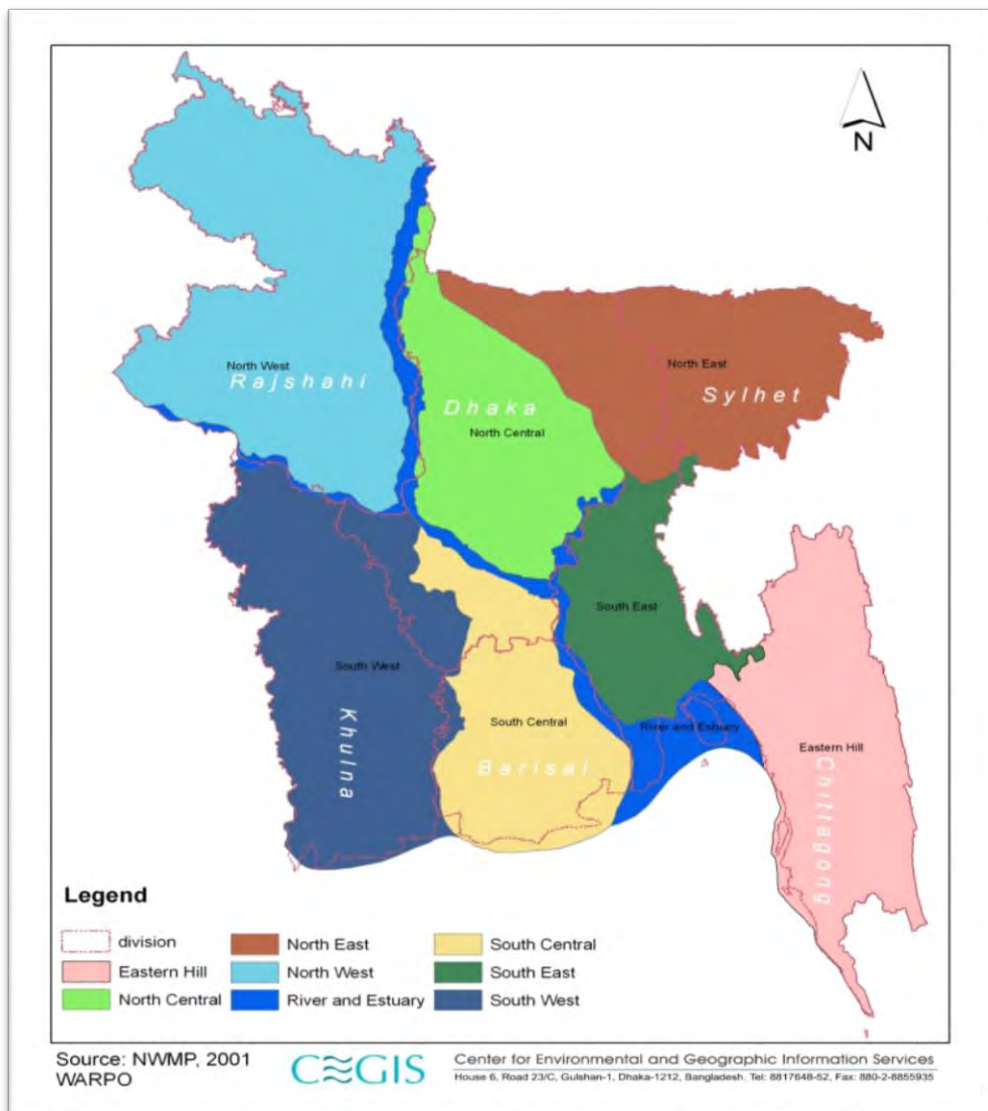 N
North West
Rajshahi
North East
Sylhet
Dhaka
North Central
South East
South West
Khulna
South Central
Barisal
River and Estuary
Eastern Hill
Chittagong
Legend
division
Eastern Hill
North Central
North East
North West
River and Estuary
South Central
South East
South West
Source: NWMP, 2001
WARPO
CEGIS
Center for Environmental and Geographic Information Services
House 6, Road 23/C, Gulshan-1, Dhaka-1212, Bangladesh. Tel: 8817648-52, Fax: 880-2-8855935